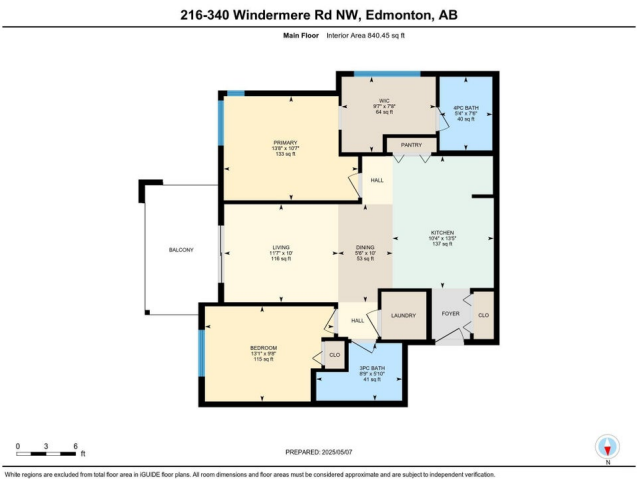 216-340 Windermere Rd NW, Edmonton, AB
Main Floor Interior Area 840.45 sq ft
WIC
9'7" x 7'8"
64 sq ft
4PC BATH
5'4" x 7'6"
40 sq ft
PRIMARY
13'8" x 10'7"
133 sq ft
PANTRY
HALL
KITCHEN
10'4" x 13'5"
137 sq ft
BALCONY
LIVING
11'7" x 10'
116 sq ft
DINING
5'6" x 10'
53 sq ft
HALL
LAUNDRY
FOYER
CLO
BEDROOM
13'1" x 9'8"
115 sq ft
CLO
3PC BATH
8'9" x 5'10"
41 sq ft
0 3 6
ft
PREPARED: 2025/05/07
N
White regions are excluded from total floor area in iGUIDE floor plans. All room dimensions and floor areas must be considered approximate and are subject to independent verification.